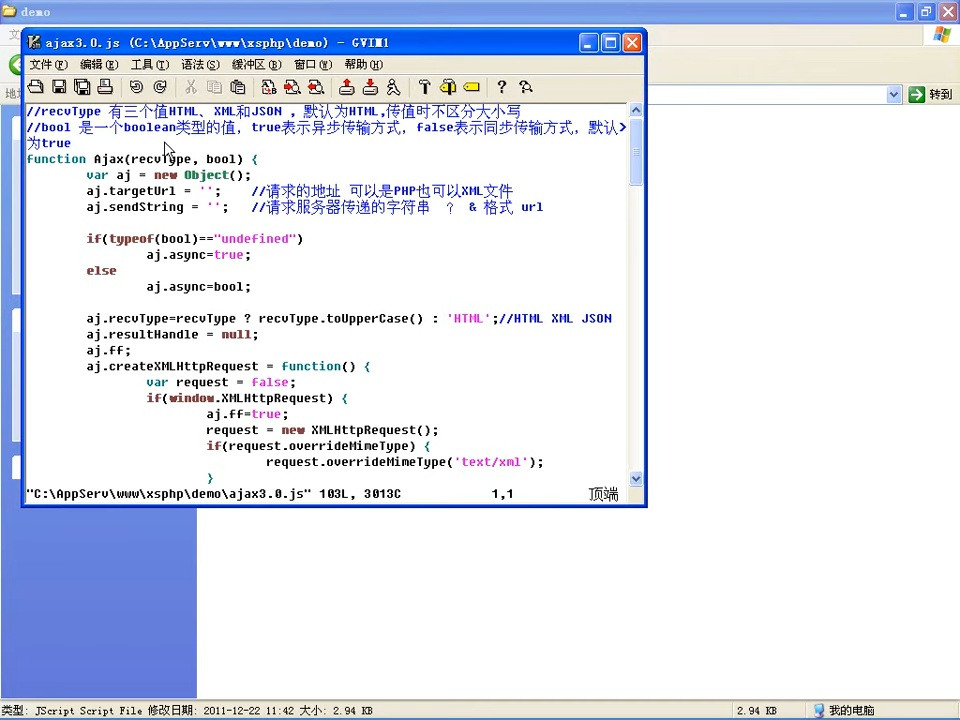 demo
ajax3.0.js (C:\AppServ\www\xsphp\demo) - GVIM1
文件(F) 编辑(E) 工具(T) 语法(S) 缓冲区(B) 窗口(W) 帮助(H)
转到
//recvType 有三个值HTML、XML和JSON ，默认为HTML,传值时不区分大小写
//bool 是一个boolean类型的值，true表示异步传输方式，false表示同步传输方式，默认>
为true
function Ajax(recvType, bool) {
var aj = new Object();
aj.targetUrl = ''; //请求的地址 可以是PHP也可以XML文件
aj.sendString = ''; //请求服务器传递的字符串 ？ & 格式 url
if(typeof(bool)=="undefined")
aj.async=true;
else
aj.async=bool;
aj.recvType=recvType ? recvType.toUpperCase() : 'HTML';//HTML XML JSON
aj.resultHandle = null;
aj.ff;
aj.createXMLHttpRequest = function() {
var request = false;
if(window.XMLHttpRequest) {
aj.ff=true;
request = new XMLHttpRequest();
if(request.overrideMimeType) {
request.overrideMimeType('text/xml');
}
"C:\AppServ\www\xsphp\demo\ajax3.0.js" 103L, 3013C 1,1 顶端
类型: JScript Script File 修改日期: 2011-12-22 11:42 大小: 2.94 KB 2.94 KB 我的电脑